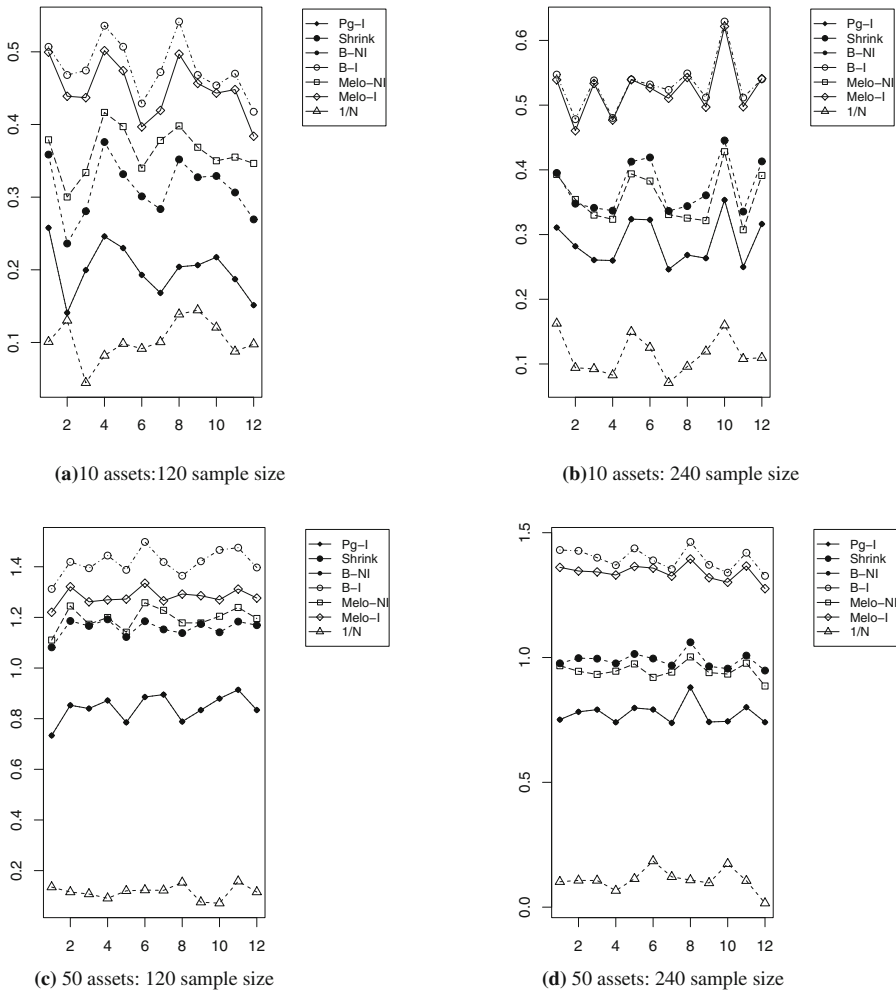 0.5
0.4
0.3
0.2
0.1
2 4 6 8 10 12
Pg-I
Shrink
B-NI
B-I
Melo-NI
Melo-I
1/N
(a)10 assets:120 sample size
0.6
0.5
0.4
0.3
0.2
0.1
2 4 6 8 10 12
Pg-I
Shrink
B-NI
B-I
Melo-NI
Melo-I
1/N
(b)10 assets: 240 sample size
1.4
1.2
1.0
0.8
0.6
0.4
0.2
2 4 6 8 10 12
Pg-I
Shrink
B-NI
B-I
Melo-NI
Melo-I
1/N
(c) 50 assets: 120 sample size
1.5
1.0
0.5
0.0
2 4 6 8 10 12
Pg-I
Shrink
B-NI
B-I
Melo-NI
Melo-I
1/N
(d) 50 assets: 240 sample size